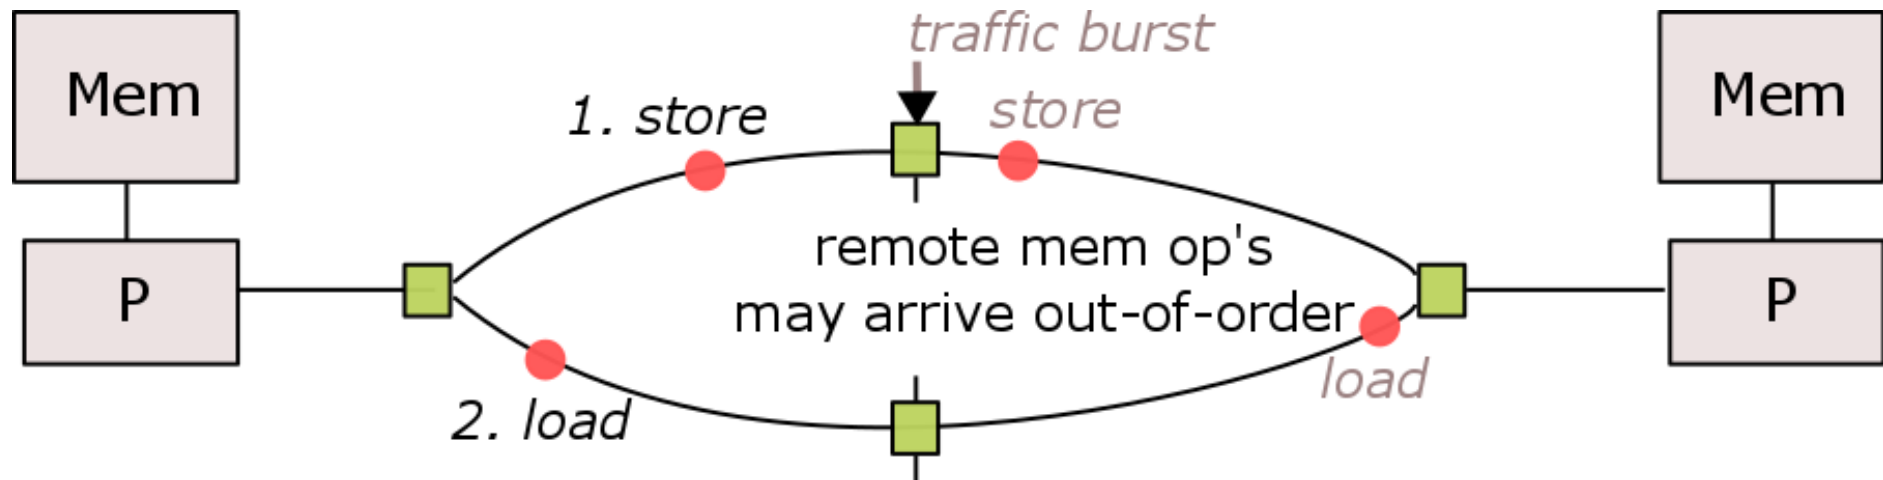 traffic burst
Mem
Mem
1. store
store
remote mem op's
P
P
may arrive out-of-order
load
2. load